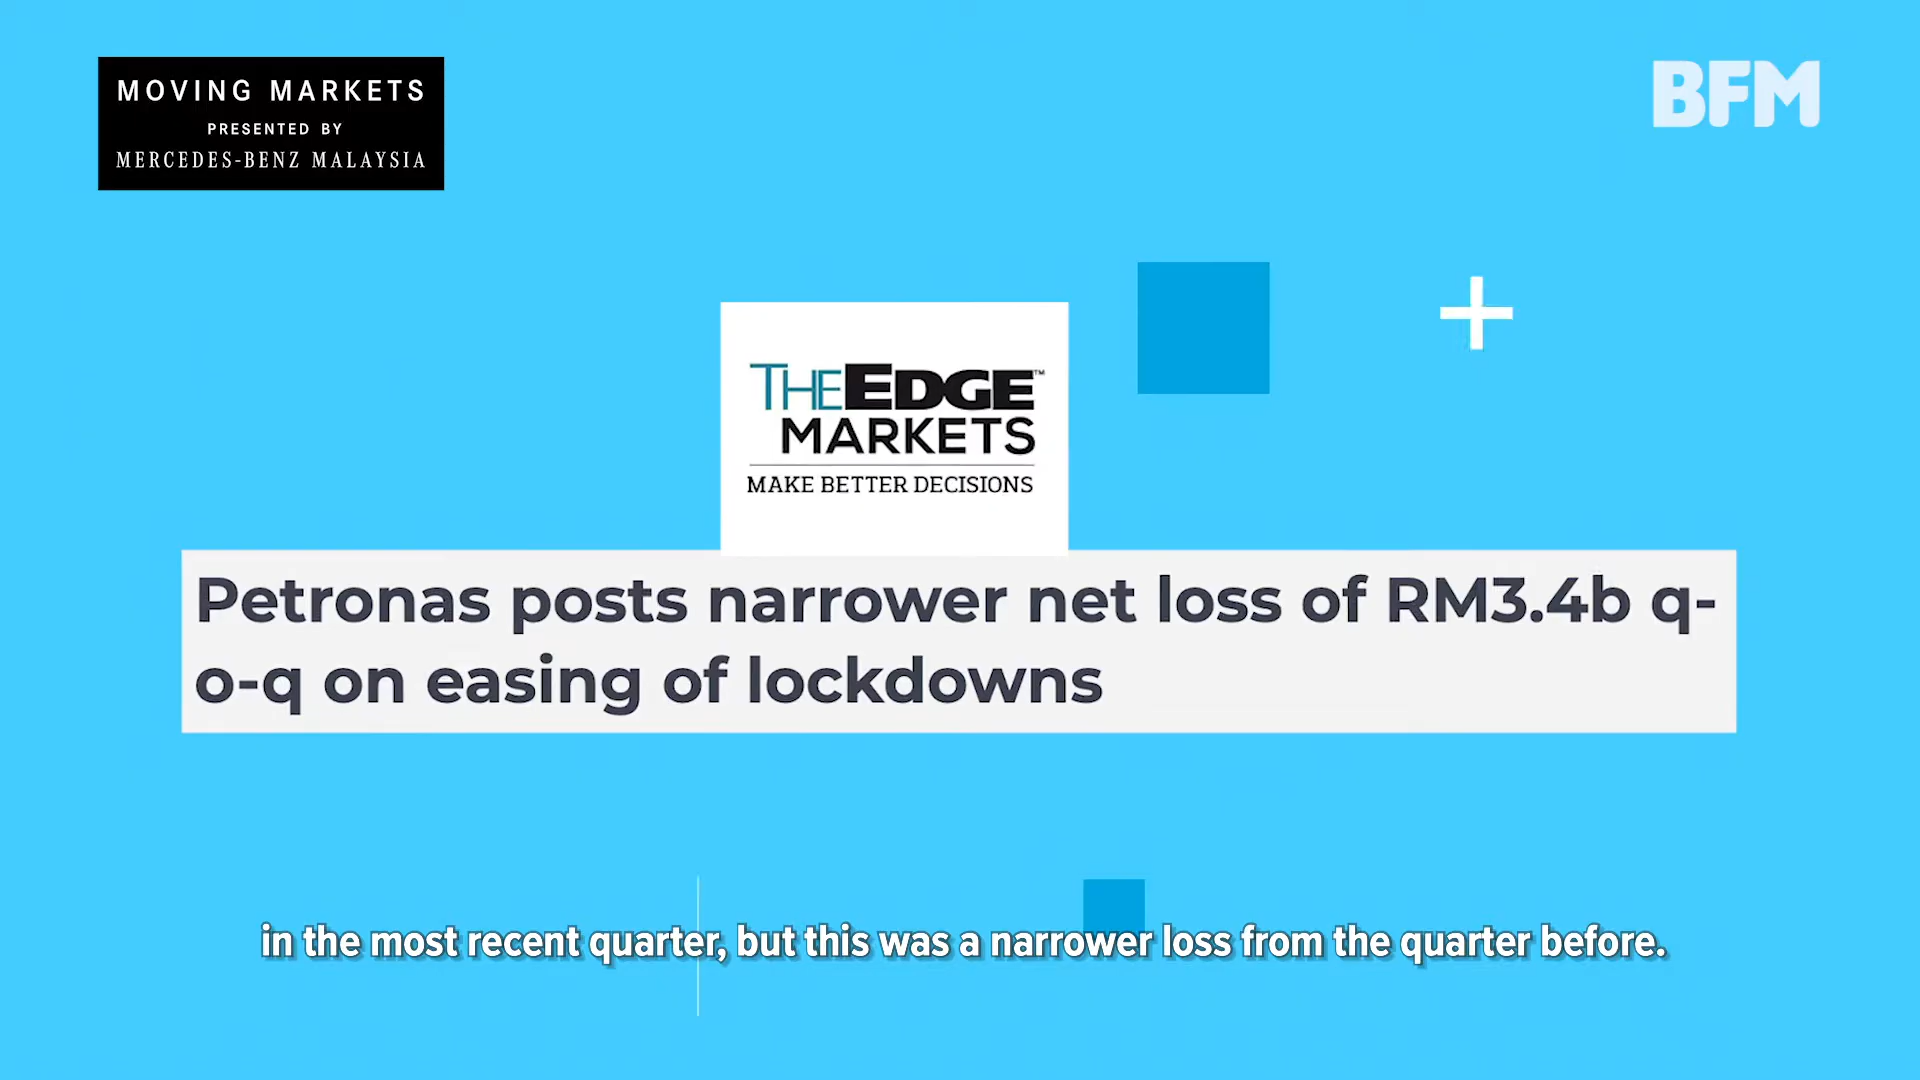 MOVING MARKETS
PRESENTED BY
MERCEDES-BENZ MALAYSIA
BFM
THEEDGE™
MARKETS
MAKE BETTER DECISIONS
Petronas posts narrower net loss of RM3.4b q-
o-q on easing of lockdowns
in the most recent quarter, but this was a narrower loss from the quarter before.